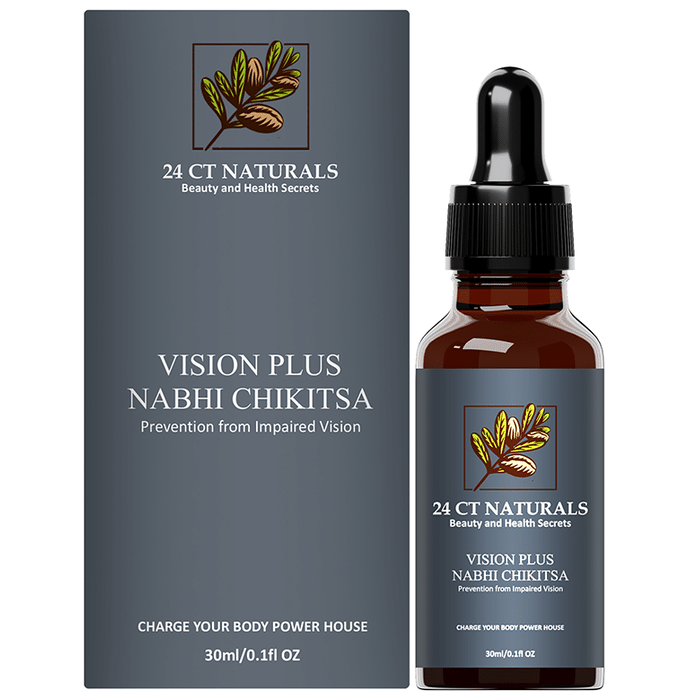 24 CT NATURALS
Beauty and Health Secrets
VISION PLUS
NABHI CHIKITSA
Prevention from Impaired Vision
CHARGE YOUR BODY POWER HOUSE
30ml/0.1fl OZ
24 CT NATURALS
Beauty and Health Secrets
VISION PLUS
NABHI CHIKITSA
Prevention from Impaired Vision
CHARGE YOUR BODY POWER HOUSE
30ml/0.1fl OZ